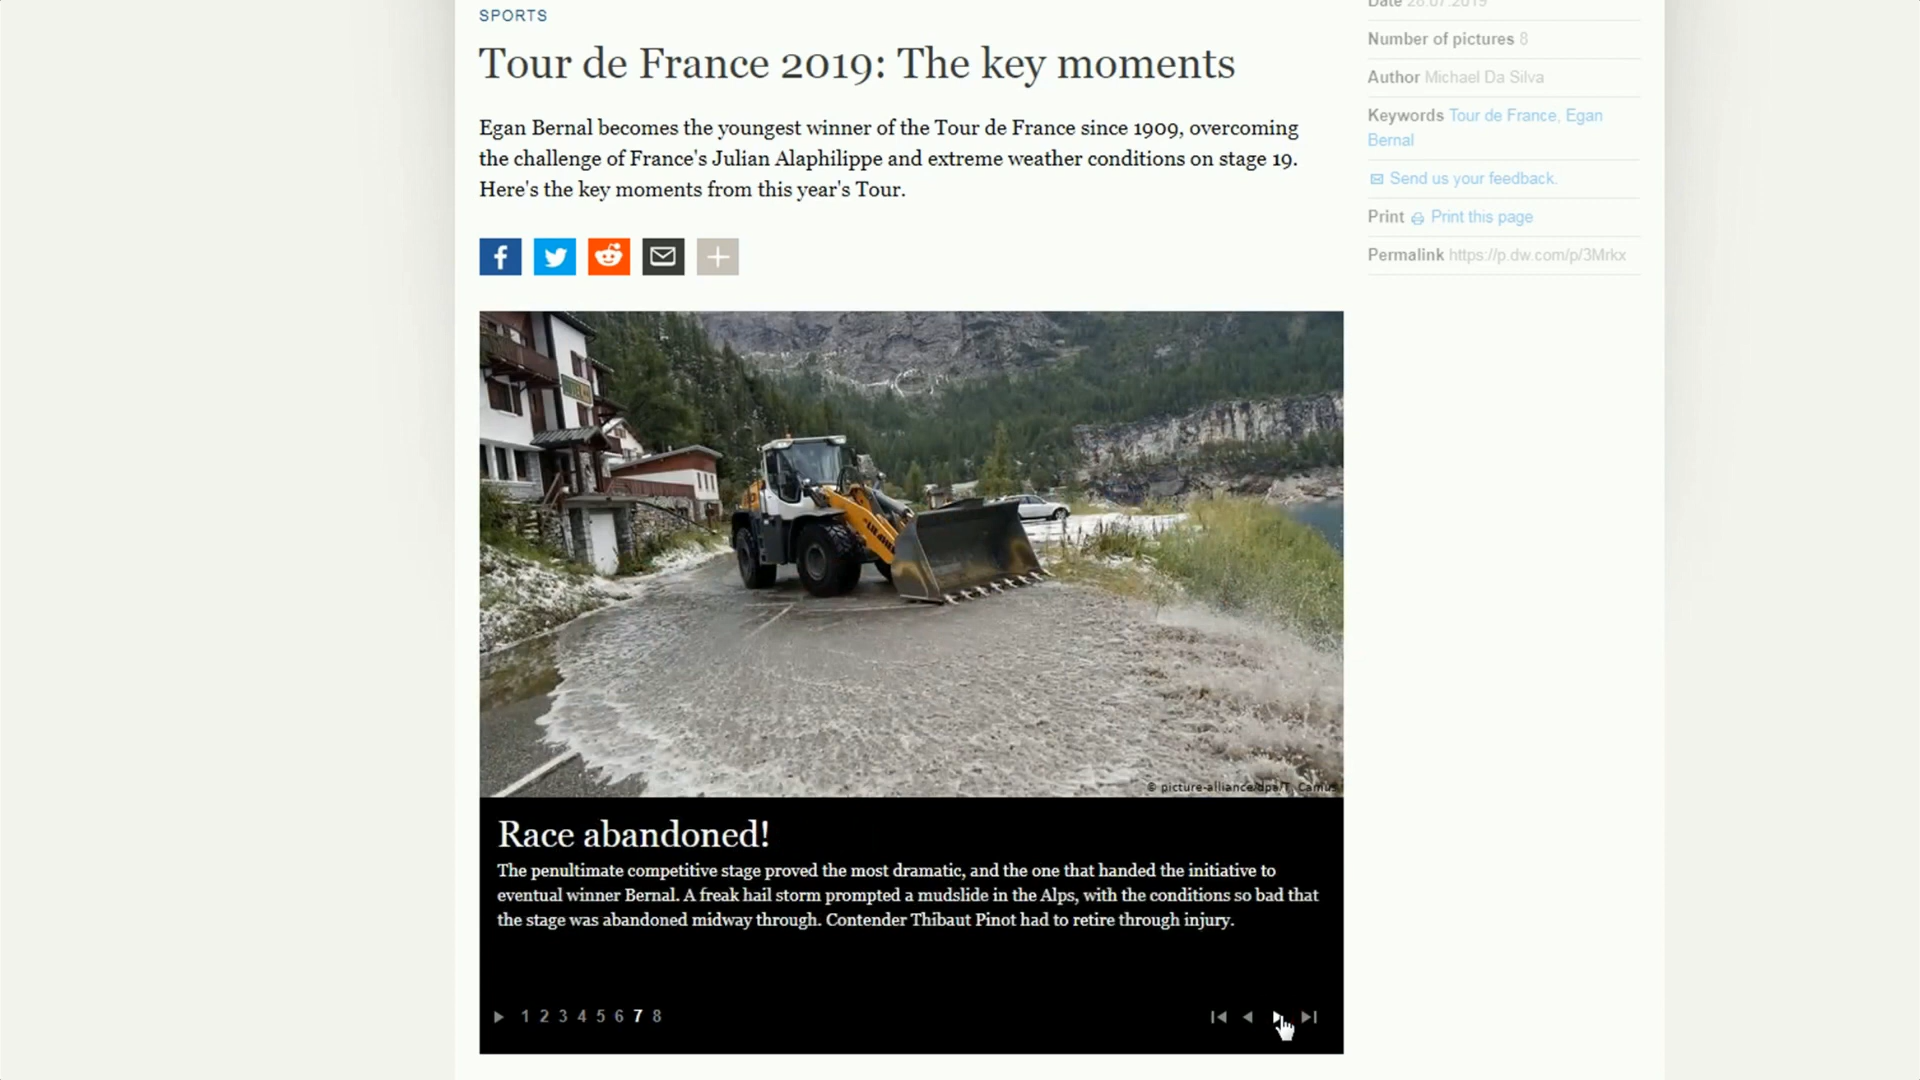 SPORTS
Tour de France 2019: The key moments
Egan Bernal becomes the youngest winner of the Tour de France since 1909, overcoming
the challenge of France's Julian Alaphilippe and extreme weather conditions on stage 19.
Here's the key moments from this year's Tour.
Date 28.07.2019
Number of pictures 8
Author Michael Da Silva
Keywords Tour de France, Egan
Bernal
Send us your feedback.
Print Print this page
Permalink https://p.dw.com/p/3Mrkx
© picture-alliance/dpa/T. Camus
Race abandoned!
The penultimate competitive stage proved the most dramatic, and the one that handed the initiative to
eventual winner Bernal. A freak hail storm prompted a mudslide in the Alps, with the conditions so bad that
the stage was abandoned midway through. Contender Thibaut Pinot had to retire through injury.
1 2 3 4 5 6 7 8